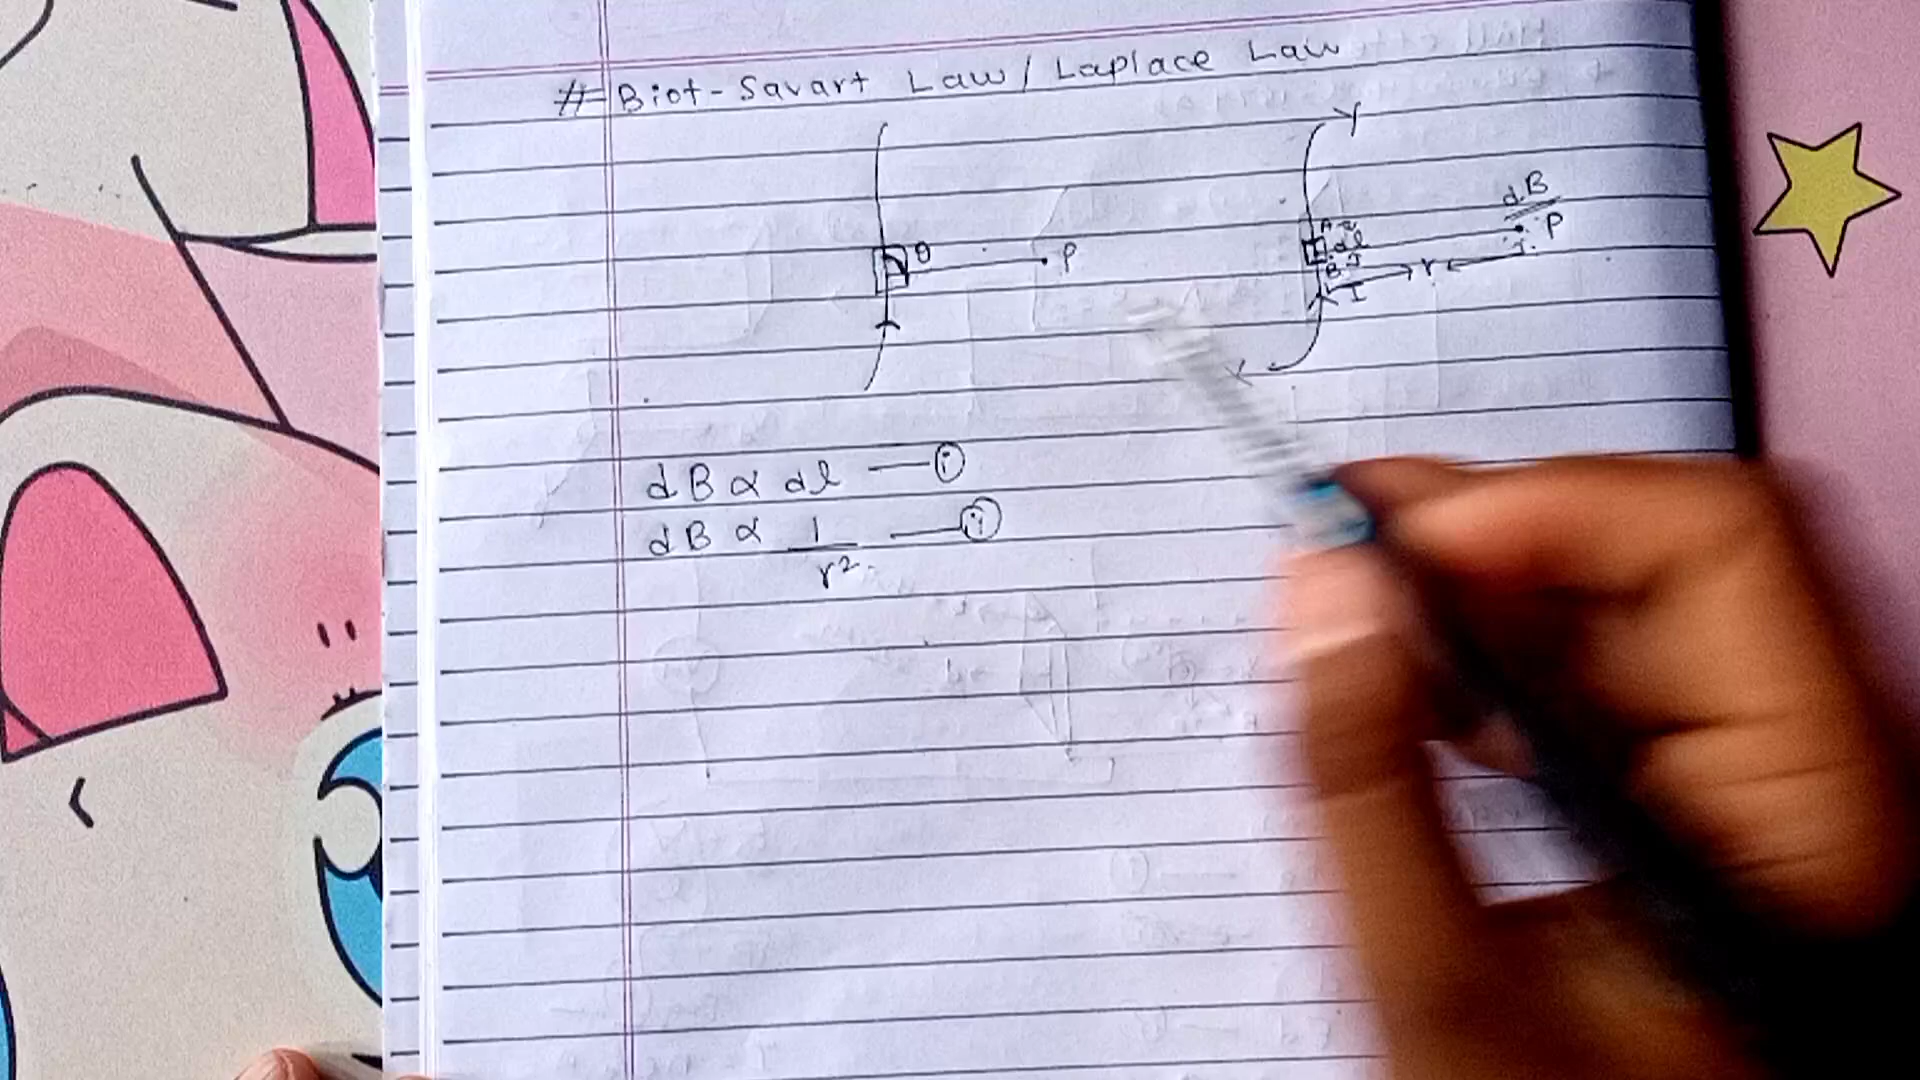 # Biot-Savart Law / Laplace Law
θ
P
Y
dB
P
A
dl
B
r
I
X
dB ∝ dl — (i)
dB ∝ 1/r² — (ii)